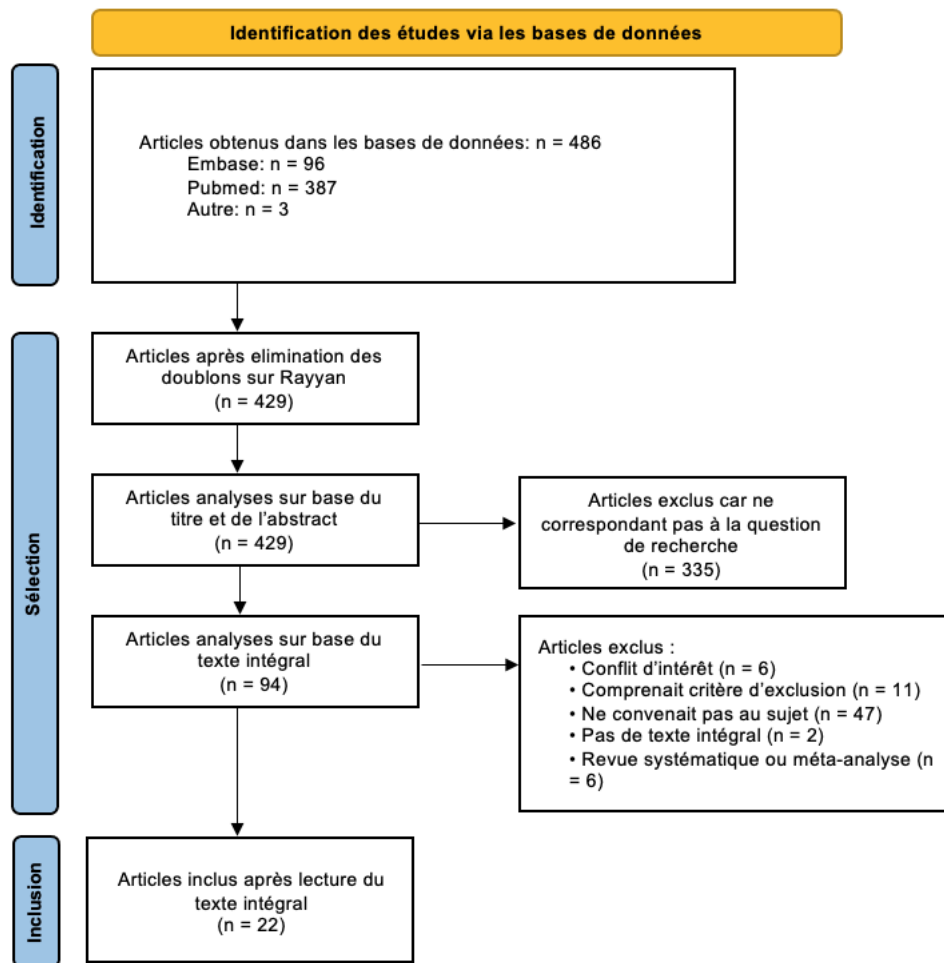 Identification des études via les bases de données
Identification
Articles obtenus dans les bases de données: n = 486
Embase: n = 96
Pubmed: n = 387
Autre: n = 3
Sélection
Articles après elimination des
doublons sur Rayyan
(n = 429)
Articles analyses sur base du
titre et de l'abstract
(n = 429)
Articles exclus car ne
correspondant pas à la question
de recherche
(n = 335)
Articles analyses sur base du
texte intégral
(n = 94)
Articles exclus :
• Conflit d'intérêt (n = 6)
• Comprenait critère d'exclusion (n = 11)
• Ne convenait pas au sujet (n = 47)
• Pas de texte intégral (n = 2)
• Revue systématique ou méta-analyse (n
= 6)
Inclusion
Articles inclus après lecture du
texte intégral
(n = 22)